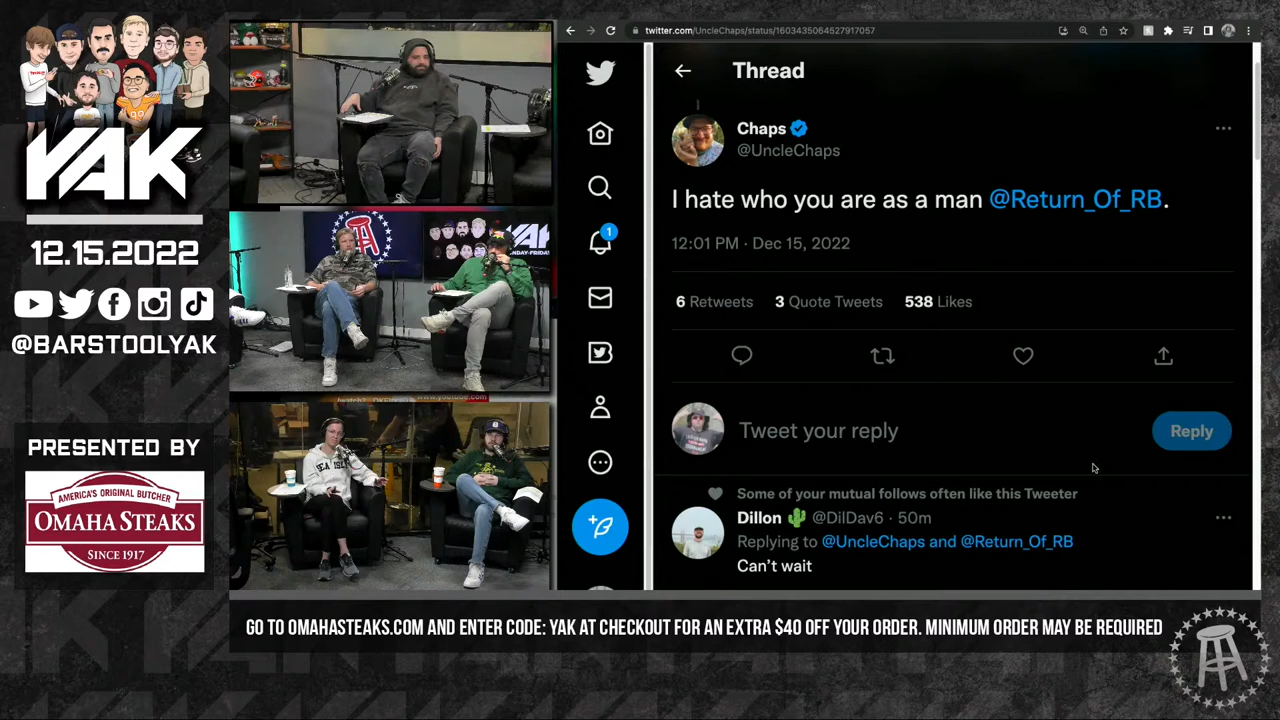 YAK
12.15.2022
@BARSTOOLYAK
PRESENTED BY
AMERICA'S ORIGINAL BUTCHER
OMAHA STEAKS
SINCE 1917
YAK
twitter.com/UncleChaps/status/1603435064527917057
Thread
Chaps
@UncleChaps
I hate who you are as a man @Return_Of_RB.
12:01 PM · Dec 15, 2022
6 Retweets 3 Quote Tweets 538 Likes
1
Tweet your reply
Reply
Some of your mutual follows often like this Tweeter
Dillon 🌵 @DilDav6 · 50m
Replying to @UncleChaps and @Return_Of_RB
Can't wait
GO TO OMAHASTEAKS.COM AND ENTER CODE: YAK AT CHECKOUT FOR AN EXTRA $40 OFF YOUR ORDER. MINIMUM ORDER MAY BE REQUIRED